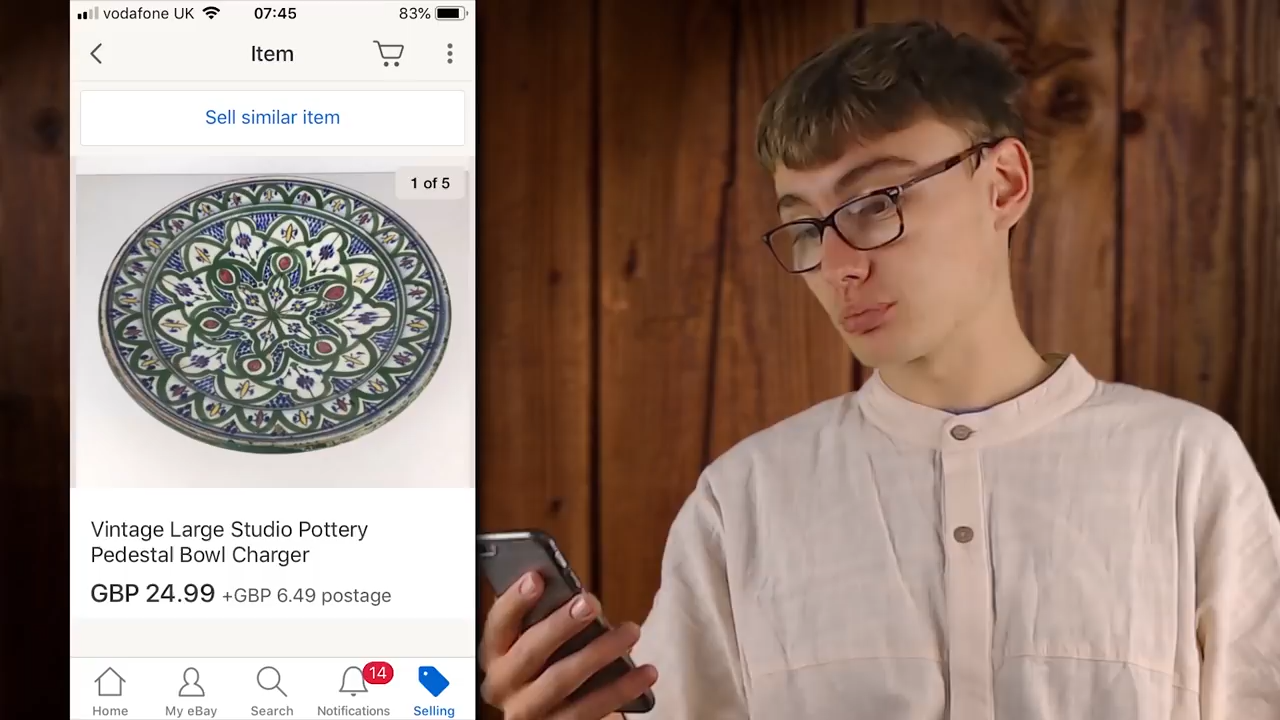 vodafone UK 07:45 83%
Item
Sell similar item
1 of 5
Vintage Large Studio Pottery
Pedestal Bowl Charger
GBP 24.99 +GBP 6.49 postage
14
Home My eBay Search Notifications Selling